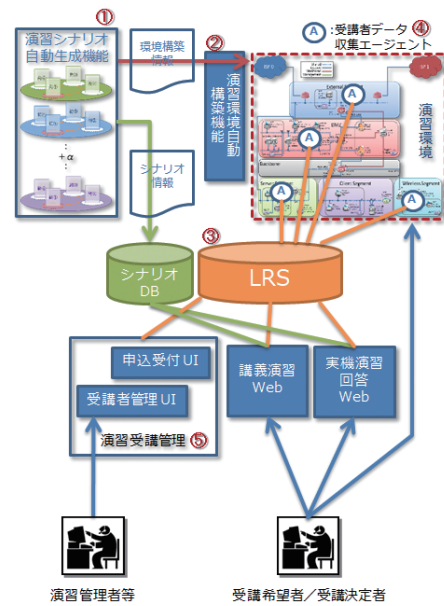 ①
演習シナリオ
自動生成機能
+α
環境構築
情報
シナリオ
情報
②
演習環境自動
構築機能
A
:受講者データ
収集エージェント
④
演習環境
A
A
A
A
③
シナリオ
DB
LRS
申込受付 UI
受講者管理 UI
演習受講管理 ⑤
講義演習
Web
実機演習
回答
Web
演習管理者等
受講希望者/受講決定者